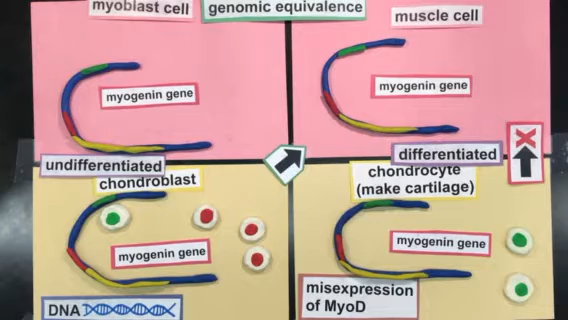 myoblast cell
genomic equivalence
muscle cell
myogenin gene
myogenin gene
undifferentiated
differentiated
chondroblast
chondrocyte
(make cartilage)
myogenin gene
myogenin gene
DNA
misexpression
of MyoD